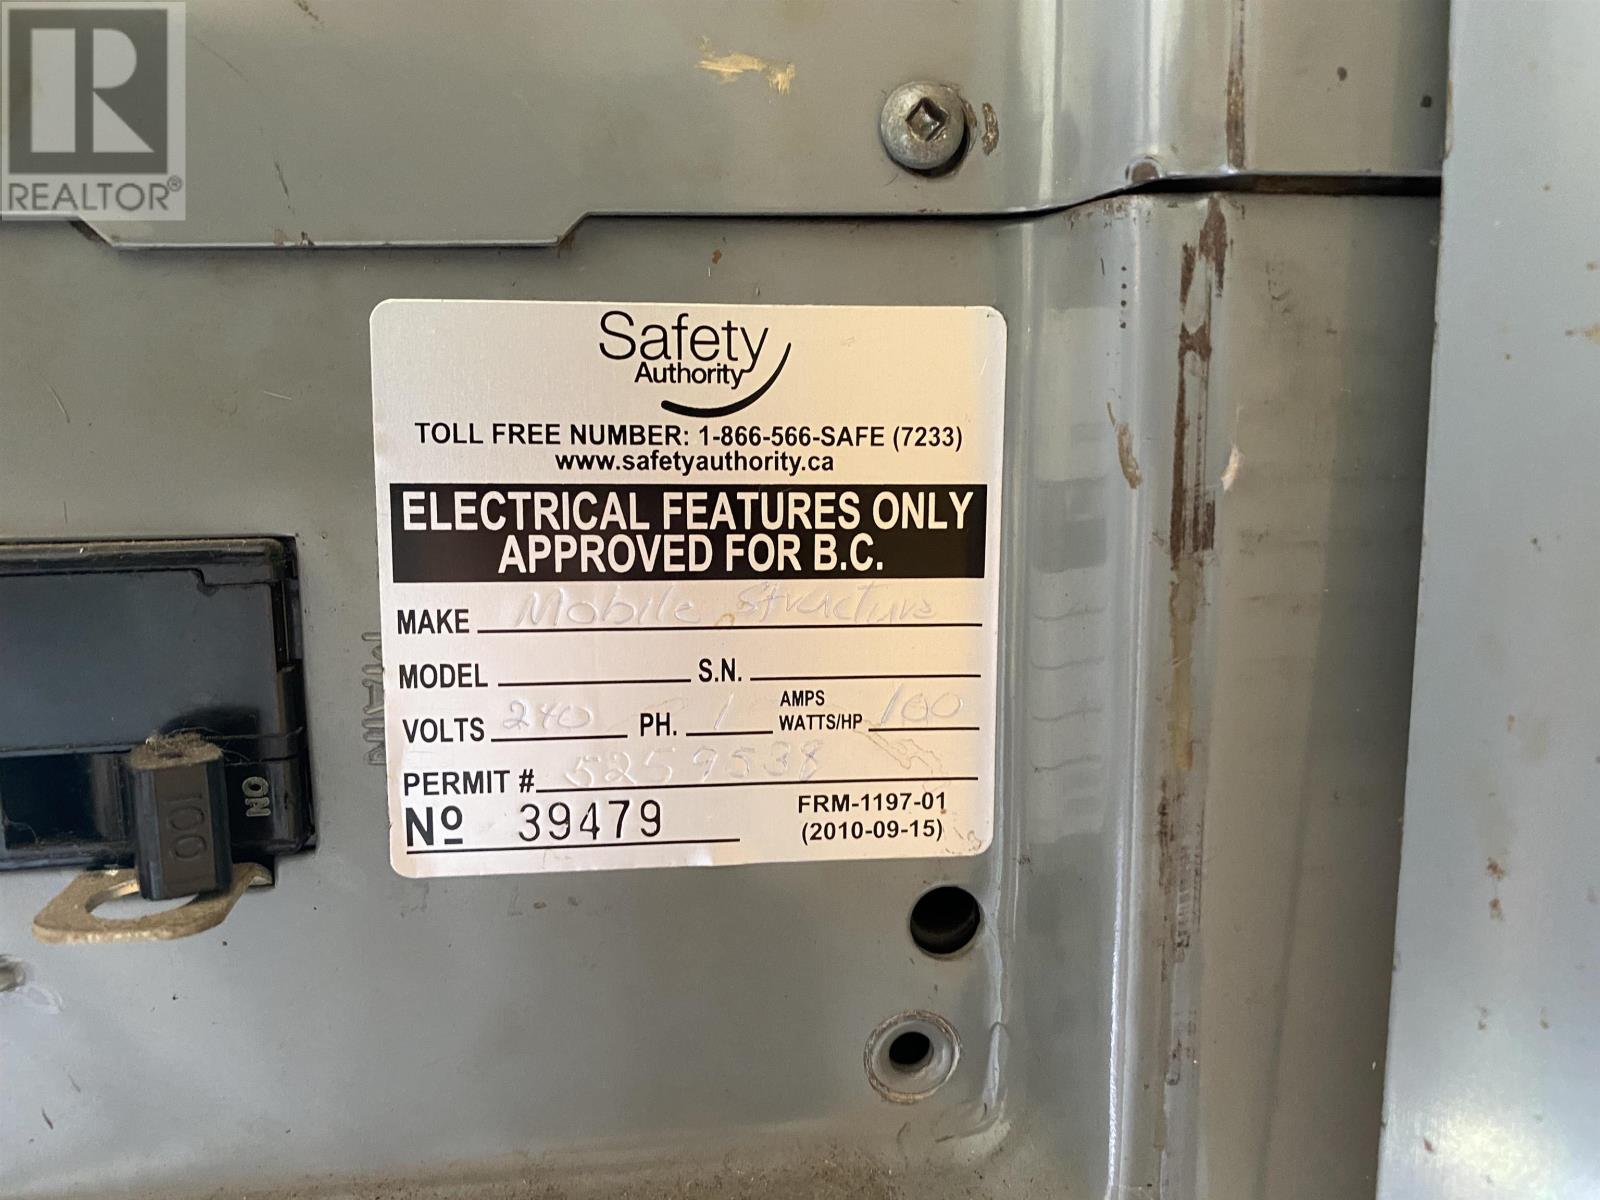 REALTOR®
Safety
Authority
TOLL FREE NUMBER: 1-866-566-SAFE (7233)
www.safetyauthority.ca
ELECTRICAL FEATURES ONLY
APPROVED FOR B.C.
MAKE Mobile Structure
MODEL S.N.
VOLTS 240 PH. 1 AMPS WATTS/HP 100
PERMIT # 5259538
No 39479
FRM-1197-01
(2010-09-15)
MAIN
ON
100